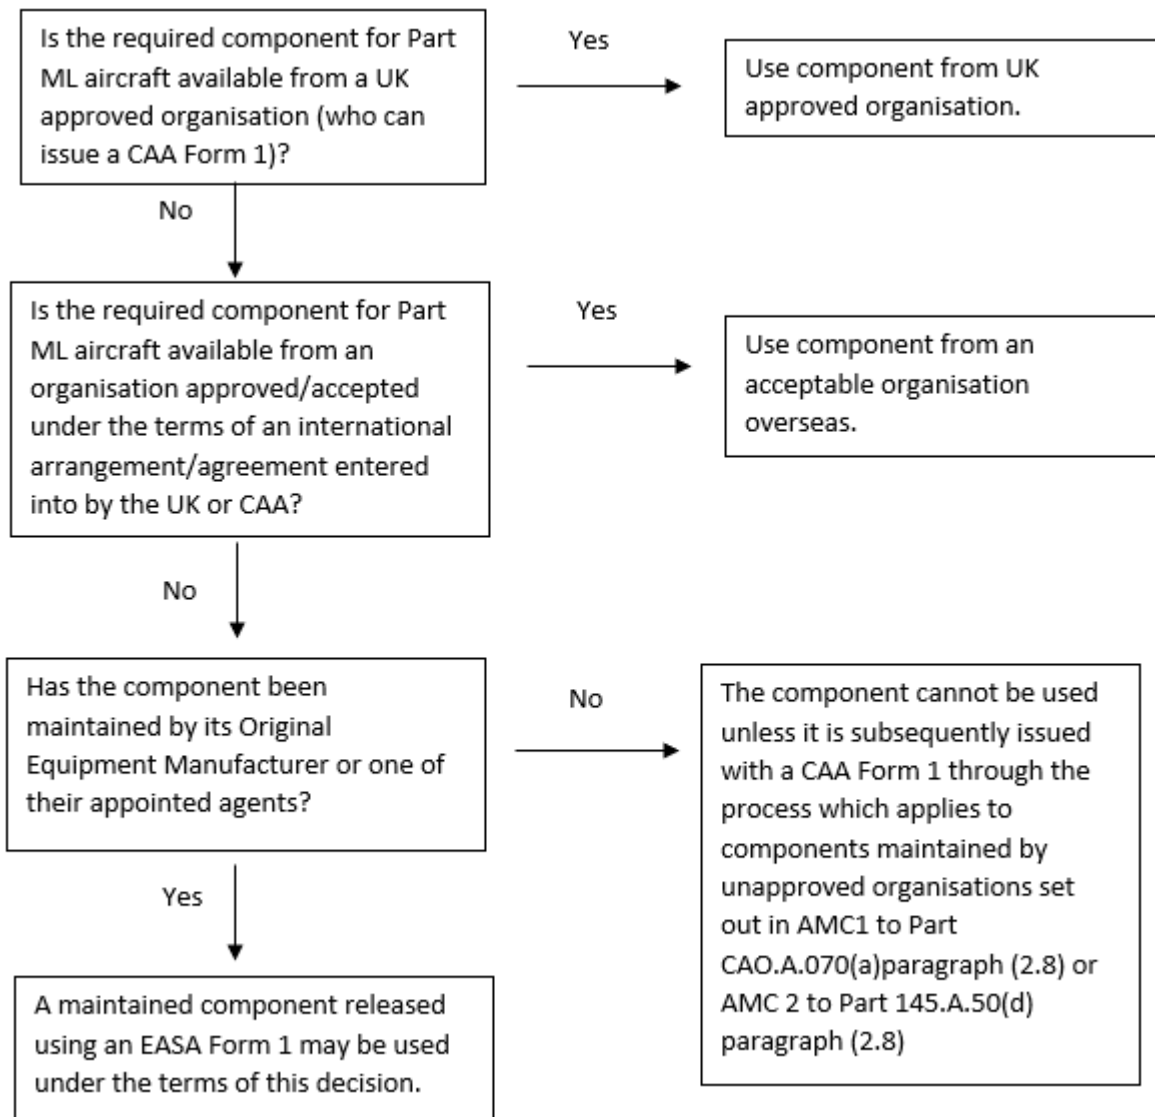 Is the required component for Part
ML aircraft available from a UK
approved organisation (who can
issue a CAA Form 1)?
Yes
Use component from UK
approved organisation.
No
Is the required component for Part
ML aircraft available from an
organisation approved/accepted
under the terms of an international
arrangement/agreement entered
into by the UK or CAA?
Yes
Use component from an
acceptable organisation
overseas.
No
Has the component been
maintained by its Original
Equipment Manufacturer or one of
their appointed agents?
No
The component cannot be used
unless it is subsequently issued
with a CAA Form 1 through the
process which applies to
components maintained by
unapproved organisations set
out in AMC1 to Part
CAO.A.070(a)paragraph (2.8) or
AMC 2 to Part 145.A.50(d)
paragraph (2.8)
Yes
A maintained component released
using an EASA Form 1 may be used
under the terms of this decision.